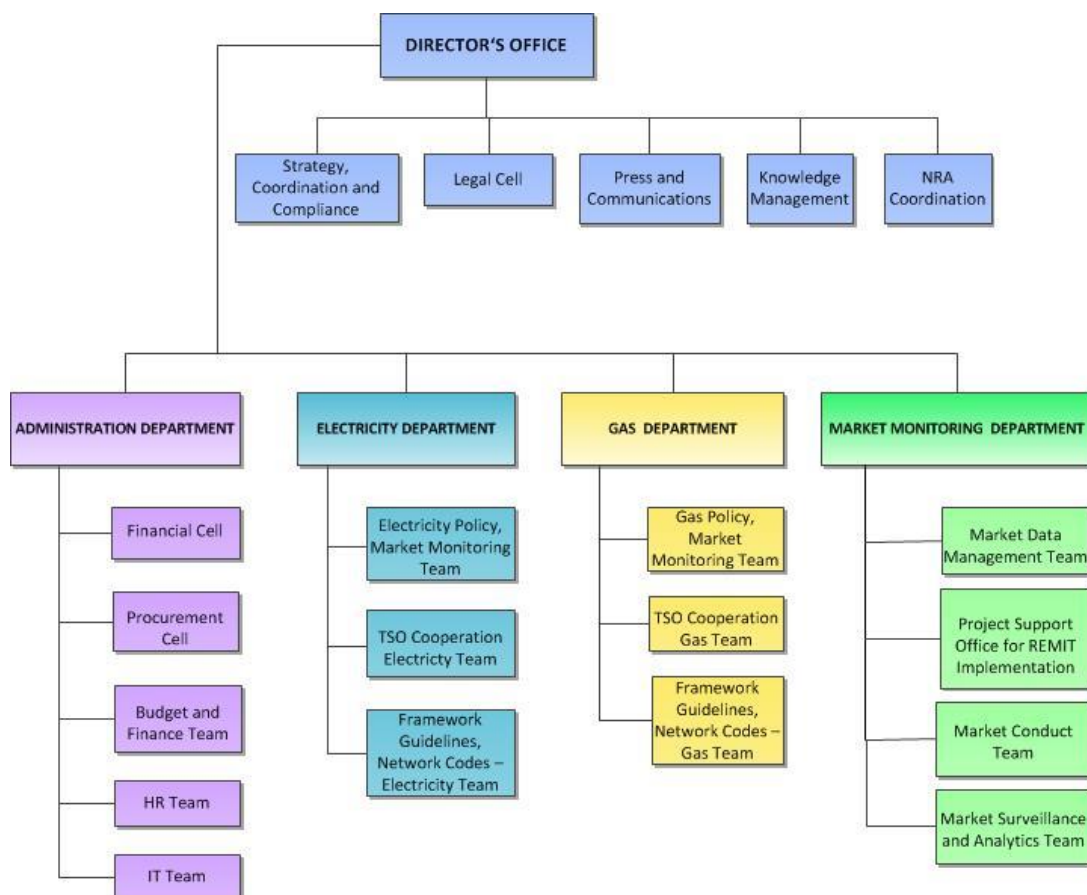 DIRECTOR‘S OFFICE
Strategy,
Coordination and
Compliance
Legal Cell
Press and
Communications
Knowledge
Management
NRA
Coordination
ADMINISTRATION DEPARTMENT
ELECTRICITY DEPARTMENT
GAS DEPARTMENT
MARKET MONITORING DEPARTMENT
Financial Cell
Procurement
Cell
Budget and
Finance Team
HR Team
IT Team
Electricity Policy,
Market Monitoring
Team
TSO Cooperation
Electricty Team
Framework
Guidelines,
Network Codes –
Electricity Team
Gas Policy,
Market
Monitoring Team
TSO Cooperation
Gas Team
Framework
Guidelines,
Network Codes –
Gas Team
Market Data
Management Team
Project Support
Office for REMIT
Implementation
Market Conduct
Team
Market Surveillance
and Analytics Team